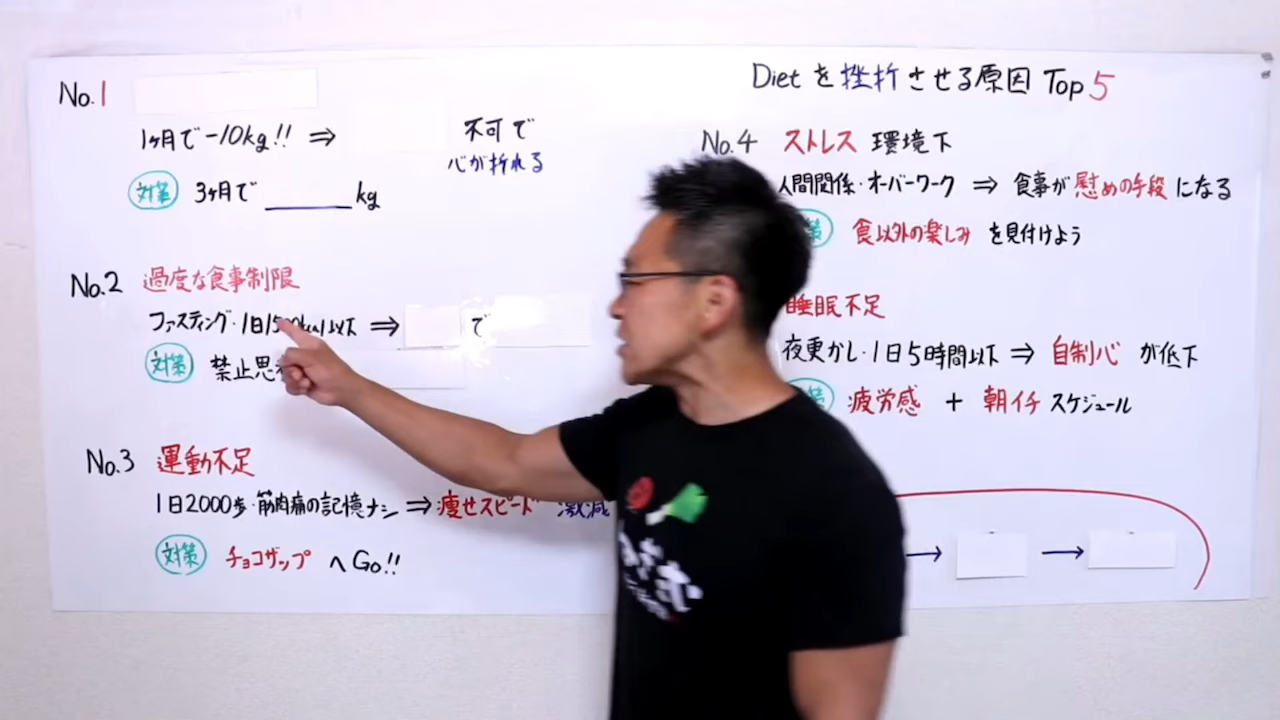 Dietを挫折させる原因 Top5
No.1
1ヶ月で-10kg!! ⇒ 不可で
心が折れる
対策 3ヶ月で ______ kg
No.2 過度な食事制限
ファスティング・1日 以下 ⇒ で
対策 禁止思
No.3 運動不足
1日2000歩・筋肉痛の記憶ナシ ⇒ 痩せスピード 激減
対策 チョコザップ へGo!!
No.4 ストレス 環境下
人間関係・オーバーワーク ⇒ 食事が慰めの手段になる
策 食以外の楽しみ を見付けよう
睡眠不足
夜更かし・1日5時間以下 ⇒ 自制心 が低下
策 疲労感 + 朝イチ スケジュール
→ →